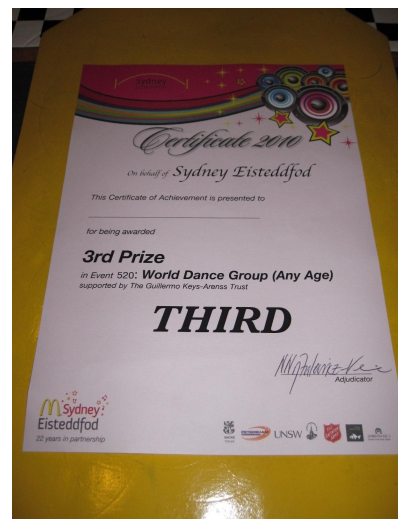 Sydney
Certificate 2010
On behalf of Sydney Eisteddfod
This Certificate of Achievement is presented to
for being awarded
3rd Prize
in Event 520: World Dance Group (Any Age)
supported by The Guillermo Keys-Arenss Trust
THIRD
Adjudicator
Sydney
Eisteddfod
22 years in partnership
UNSW